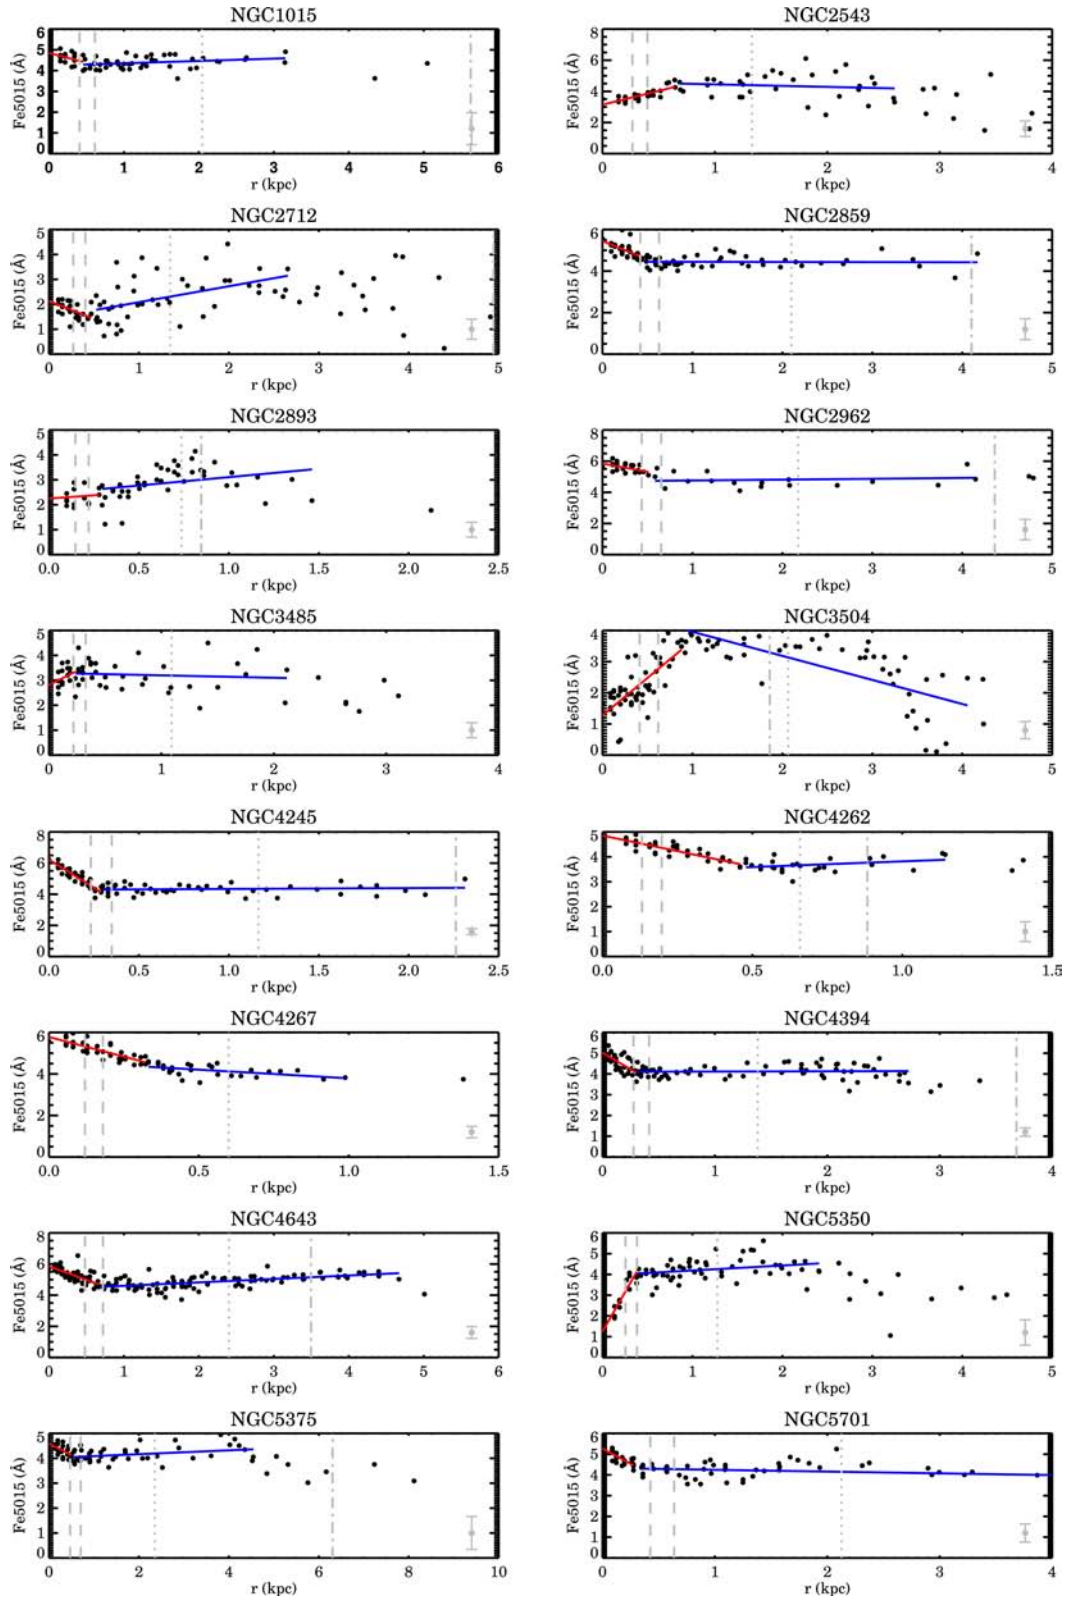 NGC1015
Fe5015 (Å)
6
5
4
3
2
1
0
0 1 2 3 4 5 6
r (kpc)
NGC2543
Fe5015 (Å)
8
6
4
2
0
0 1 2 3 4
r (kpc)
NGC2712
Fe5015 (Å)
5
4
3
2
1
0
0 1 2 3 4 5
r (kpc)
NGC2859
Fe5015 (Å)
6
5
4
3
2
1
0
0 1 2 3 4 5
r (kpc)
NGC2893
Fe5015 (Å)
5
4
3
2
1
0
0.0 0.5 1.0 1.5 2.0 2.5
r (kpc)
NGC2962
Fe5015 (Å)
8
6
4
2
0
0 1 2 3 4 5
r (kpc)
NGC3485
Fe5015 (Å)
5
4
3
2
1
0
0 1 2 3 4
r (kpc)
NGC3504
Fe5015 (Å)
4
3
2
1
0
0 1 2 3 4 5
r (kpc)
NGC4245
Fe5015 (Å)
8
6
4
2
0
0.0 0.5 1.0 1.5 2.0 2.5
r (kpc)
NGC4262
Fe5015 (Å)
5
4
3
2
1
0
0.0 0.5 1.0 1.5
r (kpc)
NGC4267
Fe5015 (Å)
6
4
2
0
0.0 0.5 1.0 1.5
r (kpc)
NGC4394
Fe5015 (Å)
6
5
4
3
2
1
0
0 1 2 3 4
r (kpc)
NGC4643
Fe5015 (Å)
8
6
4
2
0
0 1 2 3 4 5 6
r (kpc)
NGC5350
Fe5015 (Å)
6
5
4
3
2
1
0
0 1 2 3 4 5
r (kpc)
NGC5375
Fe5015 (Å)
5
4
3
2
1
0
0 2 4 6 8 10
r (kpc)
NGC5701
Fe5015 (Å)
6
5
4
3
2
1
0
0 1 2 3 4
r (kpc)